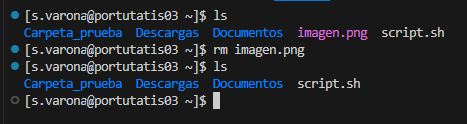 [s.varona@portutatis03 ~]$ ls
Carpeta_prueba Descargas Documentos imagen.png script.sh
[s.varona@portutatis03 ~]$ rm imagen.png
[s.varona@portutatis03 ~]$ ls
Carpeta_prueba Descargas Documentos script.sh
[s.varona@portutatis03 ~]$